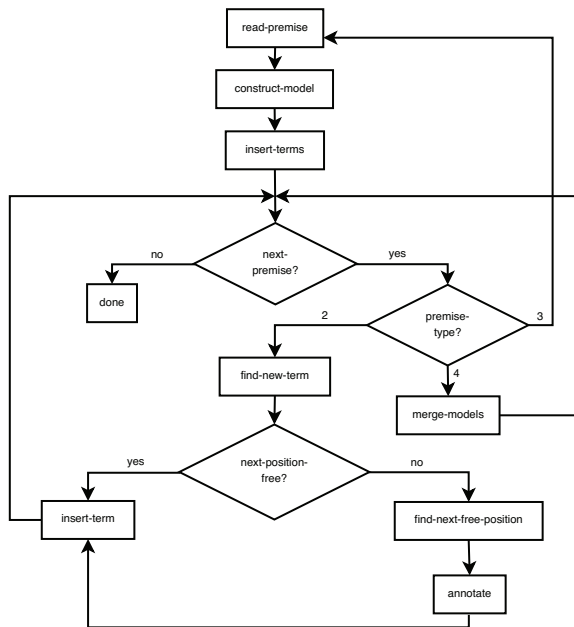 read-premise
construct-model
insert-terms
next-
premise?
no
yes
done
premise-
type?
2
3
4
find-new-term
merge-models
next-position-
free?
yes
no
insert-term
find-next-free-position
annotate